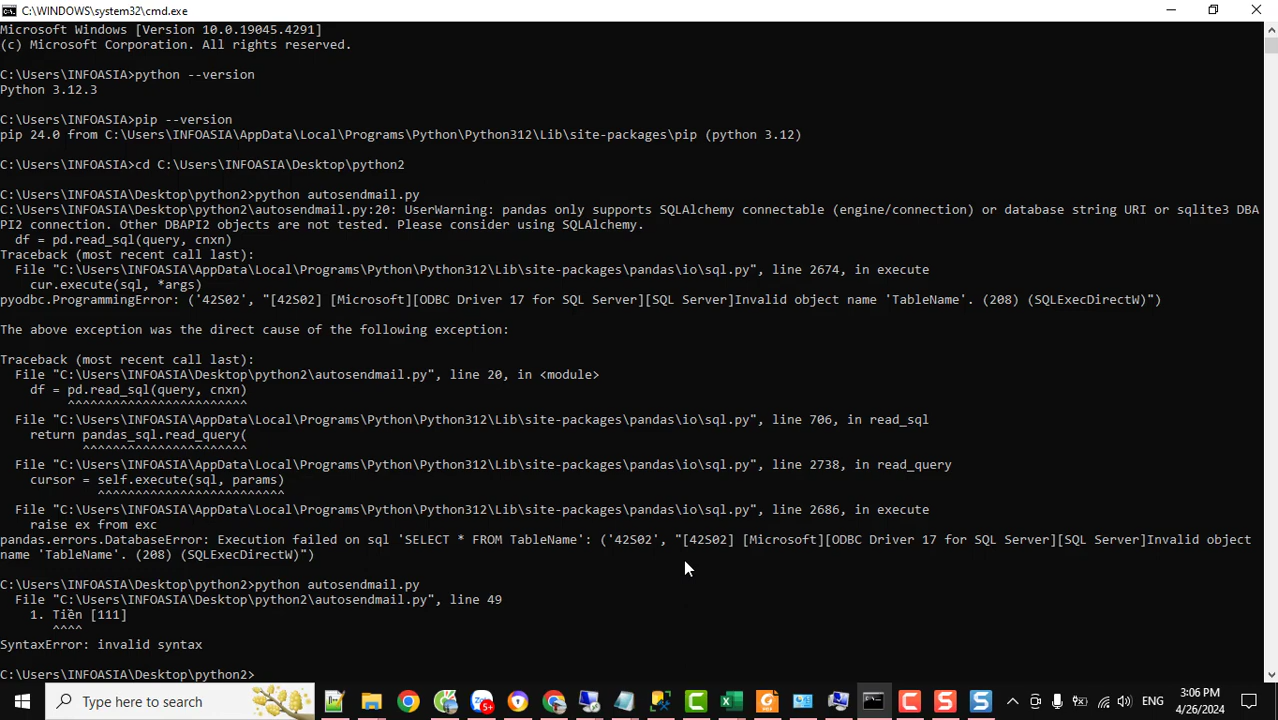 C:\WINDOWS\system32\cmd.exe
Microsoft Windows [Version 10.0.19045.4291]
(c) Microsoft Corporation. All rights reserved.
C:\Users\INFOASIA>python --version
Python 3.12.3
C:\Users\INFOASIA>pip --version
pip 24.0 from C:\Users\INFOASIA\AppData\Local\Programs\Python\Python312\Lib\site-packages\pip (python 3.12)
C:\Users\INFOASIA>cd C:\Users\INFOASIA\Desktop\python2
C:\Users\INFOASIA\Desktop\python2>python autosendmail.py
C:\Users\INFOASIA\Desktop\python2\autosendmail.py:20: UserWarning: pandas only supports SQLAlchemy connectable (engine/connection) or database string URI or sqlite3 DBA
PI2 connection. Other DBAPI2 objects are not tested. Please consider using SQLAlchemy.
df = pd.read_sql(query, cnxn)
Traceback (most recent call last):
File "C:\Users\INFOASIA\AppData\Local\Programs\Python\Python312\Lib\site-packages\pandas\io\sql.py", line 2674, in execute
cur.execute(sql, *args)
pyodbc.ProgrammingError: ('42S02', "[42S02] [Microsoft][ODBC Driver 17 for SQL Server][SQL Server]Invalid object name 'TableName'. (208) (SQLExecDirectW)")
The above exception was the direct cause of the following exception:
Traceback (most recent call last):
File "C:\Users\INFOASIA\Desktop\python2\autosendmail.py", line 20, in <module>
df = pd.read_sql(query, cnxn)
^^^^^^^^^^^^^^^^^^^^^^^^
File "C:\Users\INFOASIA\AppData\Local\Programs\Python\Python312\Lib\site-packages\pandas\io\sql.py", line 706, in read_sql
return pandas_sql.read_query(
^^^^^^^^^^^^^^^^^^^^^^
File "C:\Users\INFOASIA\AppData\Local\Programs\Python\Python312\Lib\site-packages\pandas\io\sql.py", line 2738, in read_query
cursor = self.execute(sql, params)
^^^^^^^^^^^^^^^^^^^^^^^^^
File "C:\Users\INFOASIA\AppData\Local\Programs\Python\Python312\Lib\site-packages\pandas\io\sql.py", line 2686, in execute
raise ex from exc
pandas.errors.DatabaseError: Execution failed on sql 'SELECT * FROM TableName': ('42S02', "[42S02] [Microsoft][ODBC Driver 17 for SQL Server][SQL Server]Invalid object
name 'TableName'. (208) (SQLExecDirectW)")
C:\Users\INFOASIA\Desktop\python2>python autosendmail.py
File "C:\Users\INFOASIA\Desktop\python2\autosendmail.py", line 49
1. Tiền [111]
^^^^
SyntaxError: invalid syntax
C:\Users\INFOASIA\Desktop\python2>
Type here to search
5+
ENG
3:06 PM
4/26/2024